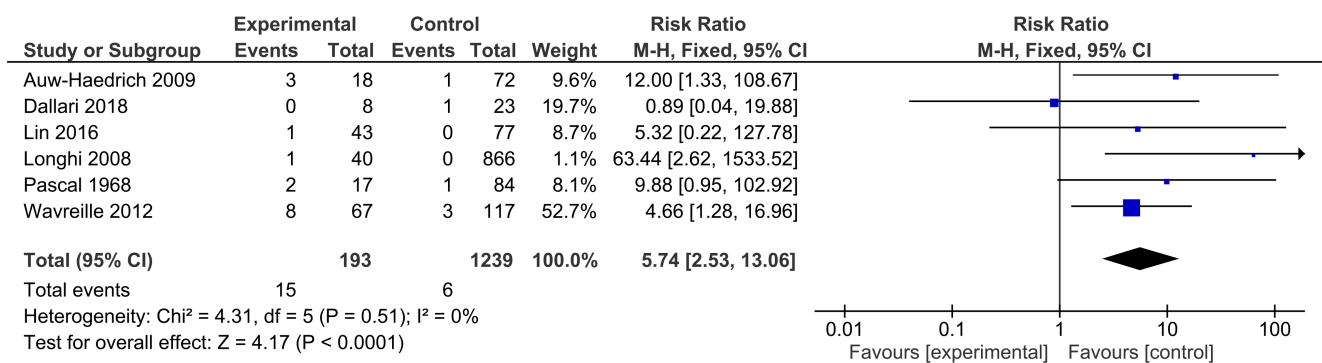 Experimental Control Risk Ratio Risk Ratio
Study or Subgroup Events Total Events Total Weight M-H, Fixed, 95% CI M-H, Fixed, 95% CI
Auw-Haedrich 2009 3 18 1 72 9.6% 12.00 [1.33, 108.67]
Dallari 2018 0 8 1 23 19.7% 0.89 [0.04, 19.88]
Lin 2016 1 43 0 77 8.7% 5.32 [0.22, 127.78]
Longhi 2008 1 40 0 866 1.1% 63.44 [2.62, 1533.52]
Pascal 1968 2 17 1 84 8.1% 9.88 [0.95, 102.92]
Wavreille 2012 8 67 3 117 52.7% 4.66 [1.28, 16.96]
Total (95% CI) 193 1239 100.0% 5.74 [2.53, 13.06]
Total events 15 6
Heterogeneity: Chi² = 4.31, df = 5 (P = 0.51); I² = 0%
Test for overall effect: Z = 4.17 (P < 0.0001)
0.01 0.1 1 10 100
Favours [experimental] Favours [control]